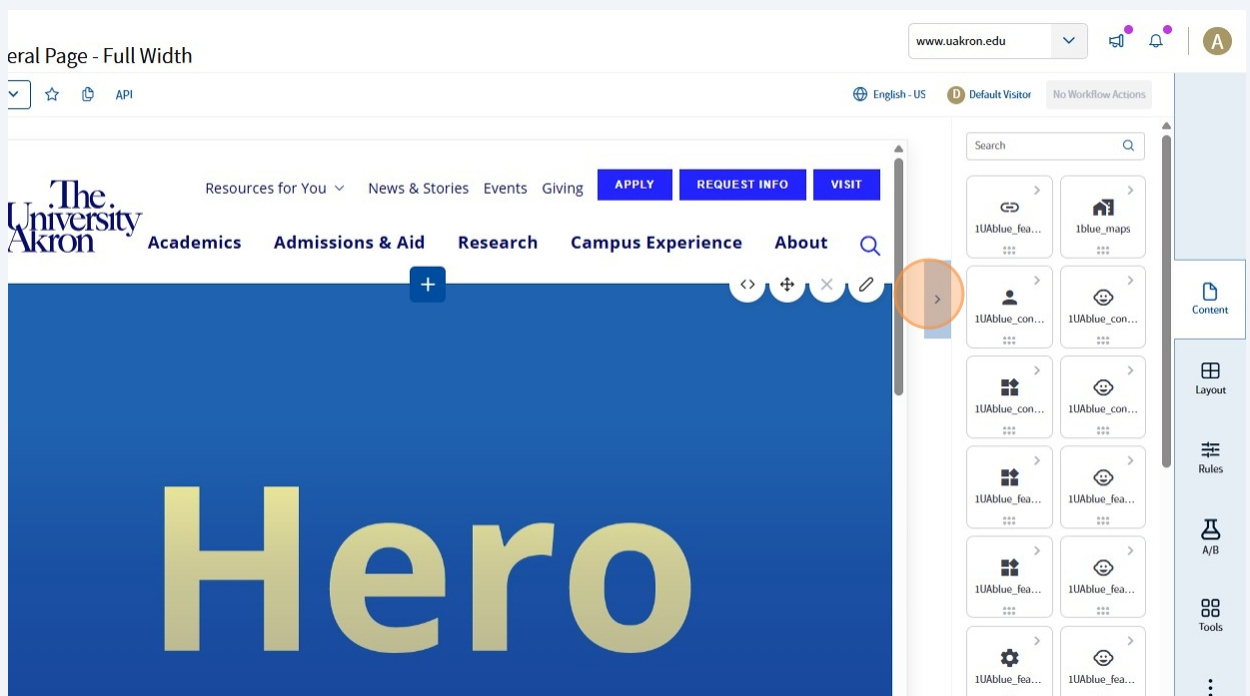 www.uakron.edu
A
eral Page - Full Width
API
English - US
D
Default Visitor
No Workflow Actions
Search
The
University
Akron
Resources for You
News & Stories
Events
Giving
APPLY
REQUEST INFO
VISIT
Academics
Admissions & Aid
Research
Campus Experience
About
Hero
1UAblue_fea...
1blue_maps
1UAblue_con...
1UAblue_con...
1UAblue_con...
1UAblue_con...
1UAblue_fea...
1UAblue_fea...
1UAblue_fea...
1UAblue_fea...
1UAblue_fea...
1UAblue_fea...
Content
Layout
Rules
A/B
Tools